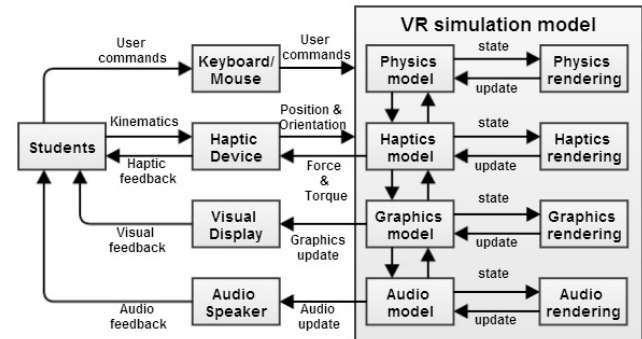 VR simulation model
User
commands
Keyboard/
Mouse
User
commands
Physics
model
state
update
Physics
rendering
Students
Kinematics
Haptic
feedback
Haptic
Device
Position &
Orientation
Force
&
Torque
Haptics
model
state
update
Haptics
rendering
Visual
feedback
Visual
Display
Graphics
update
Graphics
model
state
update
Graphics
rendering
Audio
feedback
Audio
Speaker
Audio
update
Audio
model
state
update
Audio
rendering